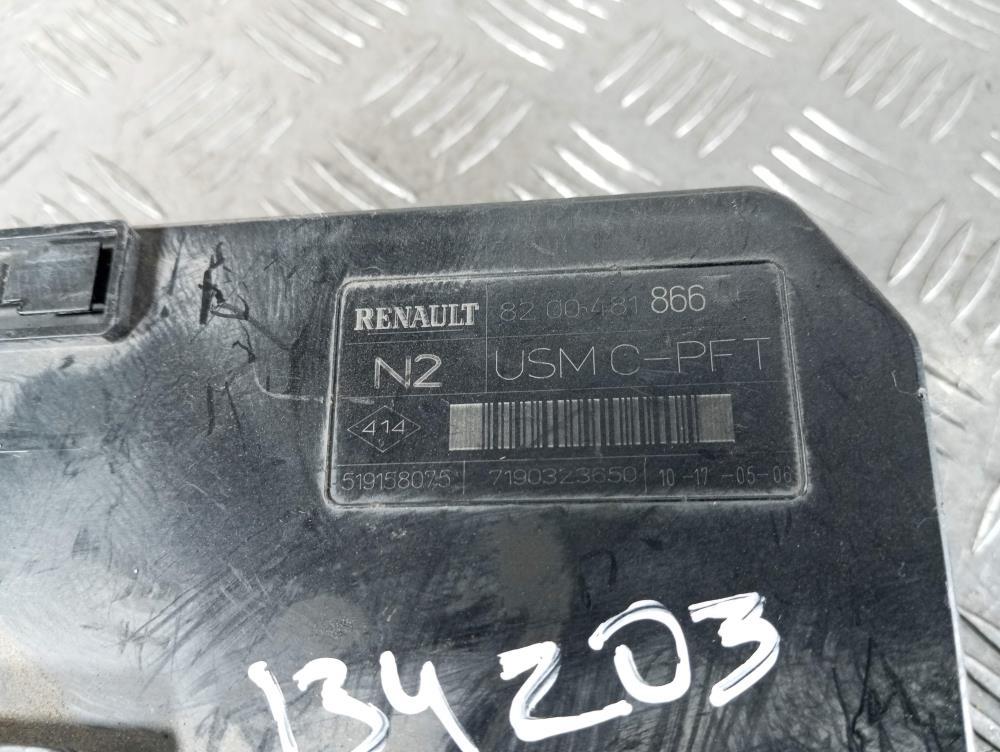 RENAULT 82 00 481 866
N2 USM C-PFT
414
519158075 7190323650 10 -17 -05-06
134203